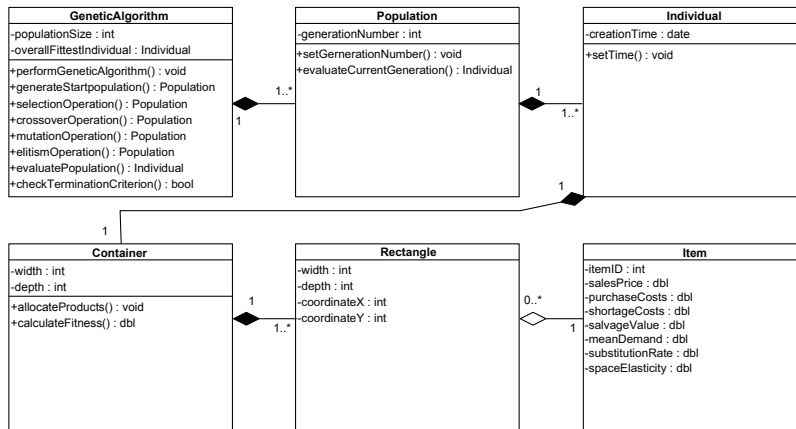 GeneticAlgorithm
-populationSize : int
-overallFittestIndividual : Individual
+performGeneticAlgorithm() : void
+generateStartpopulation() : Population
+selectionOperation() : Population
+crossoverOperation() : Population
+mutationOperation() : Population
+elitismOperation() : Population
+evaluatePopulation() : Individual
+checkTerminationCriterion() : bool
1
1..*
Population
-generationNumber : int
+setGernerationNumber() : void
+evaluateCurrentGeneration() : Individual
1
1..*
Individual
-creationTime : date
+setTime() : void
1
1
Container
-width : int
-depth : int
+allocateProducts() : void
+calculateFitness() : dbl
1
1..*
Rectangle
-width : int
-depth : int
-coordinateX : int
-coordinateY : int
0..*
1
Item
-itemID : int
-salesPrice : dbl
-purchaseCosts : dbl
-shortageCosts : dbl
-salvageValue : dbl
-meanDemand : dbl
-substitutionRate : dbl
-spaceElasticity : dbl